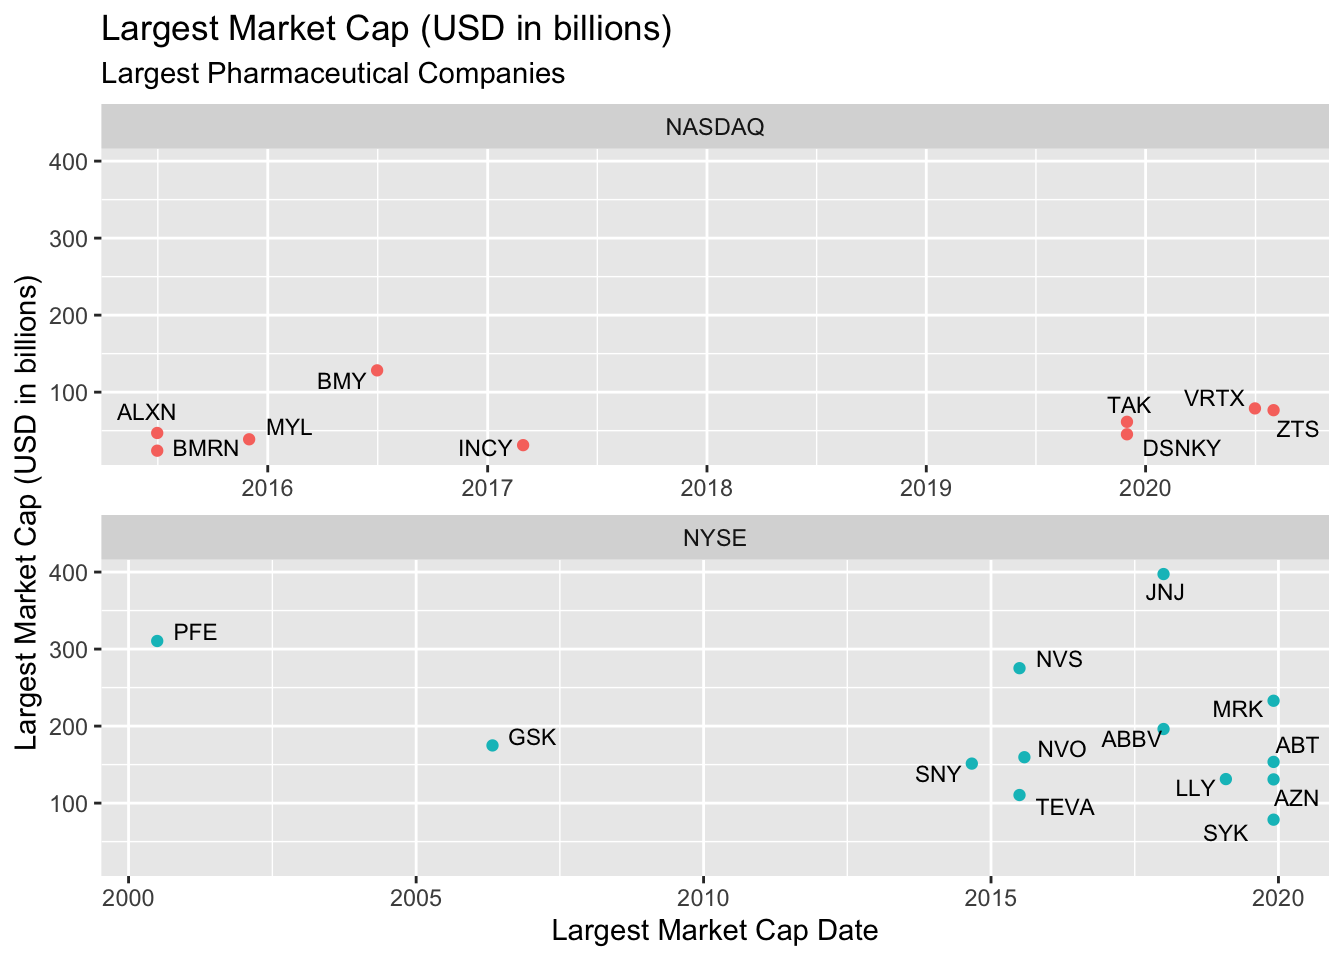 Largest Market Cap (USD in billions)
Largest Pharmaceutical Companies
NASDAQ
400
300
200
100
BMY
ALXN
MYL
BMRN
INCY
TAK
VRTX
ZTS
DSNKY
2016
2017
2018
2019
2020
Largest Market Cap (USD in billions)
NYSE
400
300
200
100
JNJ
PFE
NVS
MRK
GSK
ABBV
NVO
ABT
SNY
LLY
AZN
TEVA
SYK
2000
2005
2010
2015
2020
Largest Market Cap Date